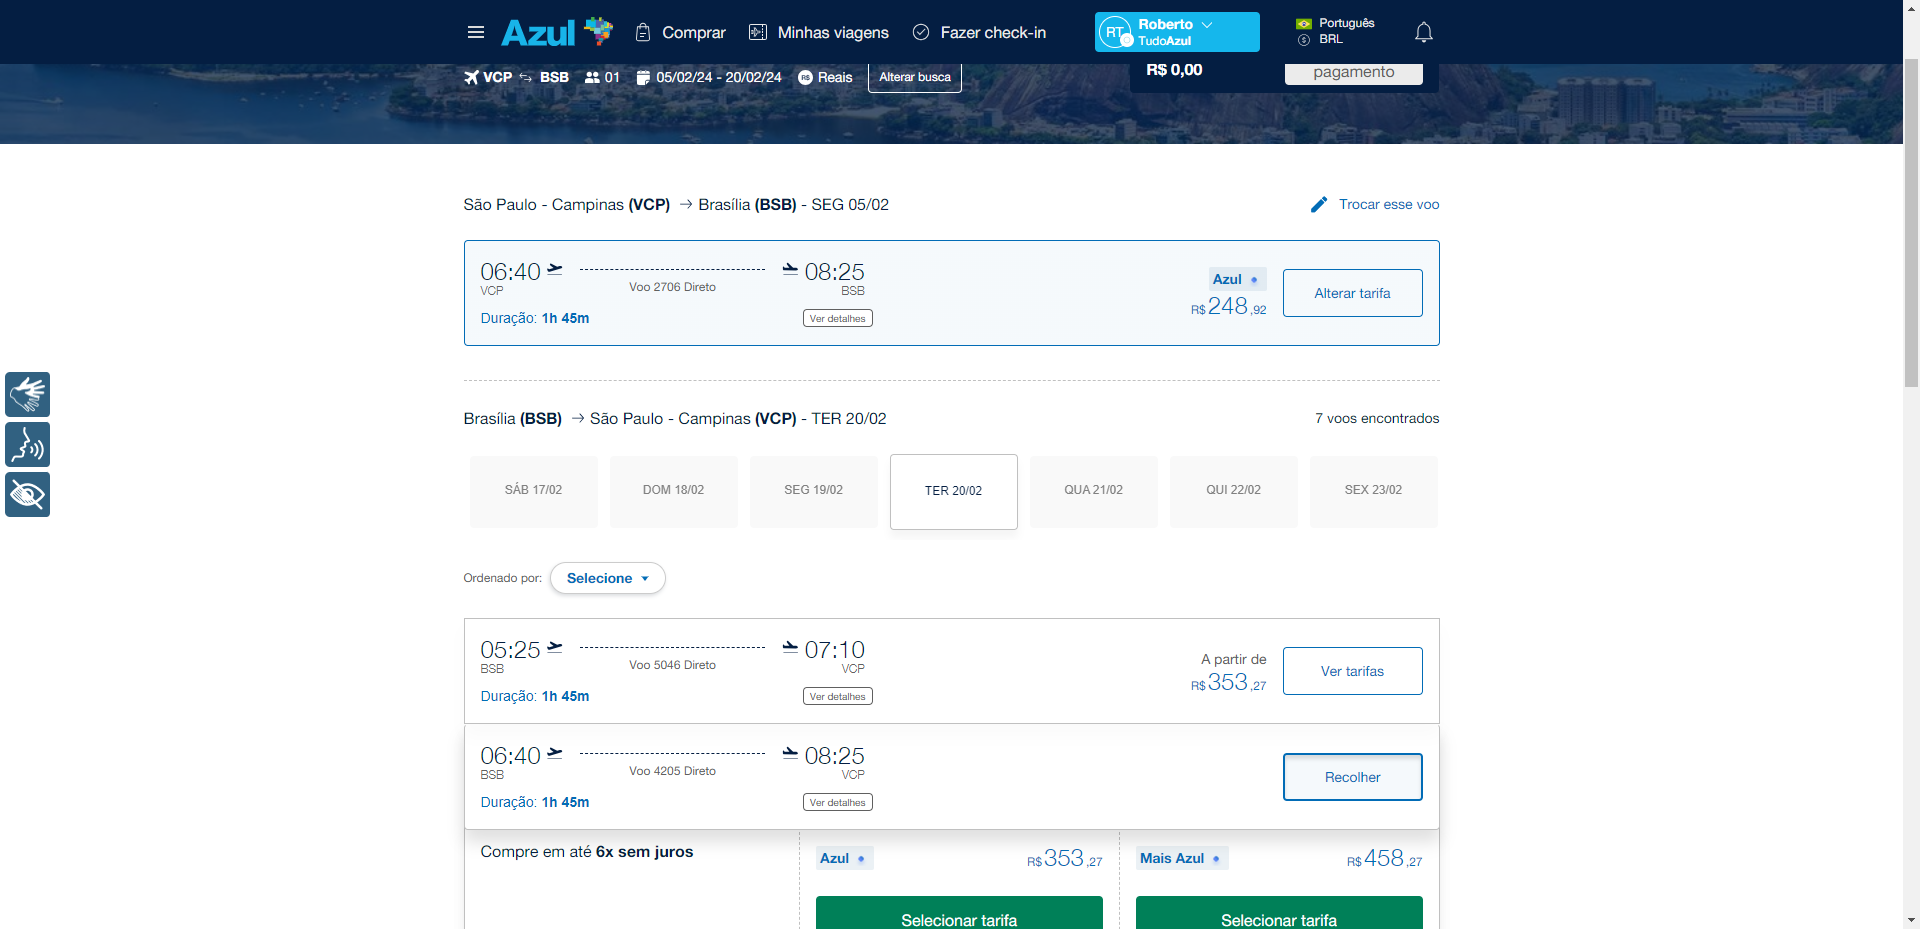 Azul
Comprar
Minhas viagens
Fazer check-in
RT
Roberto
TudoAzul
Português
BRL
VCP
BSB
01
05/02/24 - 20/02/24
R$
Reais
Alterar busca
R$ 0,00
pagamento
São Paulo - Campinas (VCP) → Brasília (BSB) - SEG 05/02
Trocar esse voo
06:40
08:25
VCP
Voo 2706 Direto
BSB
Duração: 1h 45m
Ver detalhes
Azul
R$248,92
Alterar tarifa
Brasília (BSB) → São Paulo - Campinas (VCP) - TER 20/02
7 voos encontrados
SÁB 17/02
DOM 18/02
SEG 19/02
TER 20/02
QUA 21/02
QUI 22/02
SEX 23/02
Ordenado por:
Selecione
05:25
07:10
BSB
Voo 5046 Direto
VCP
Duração: 1h 45m
Ver detalhes
A partir de
R$353,27
Ver tarifas
06:40
08:25
BSB
Voo 4205 Direto
VCP
Duração: 1h 45m
Ver detalhes
Recolher
Compre em até 6x sem juros
Azul
R$353,27
Mais Azul
R$458,27
Selecionar tarifa
Selecionar tarifa